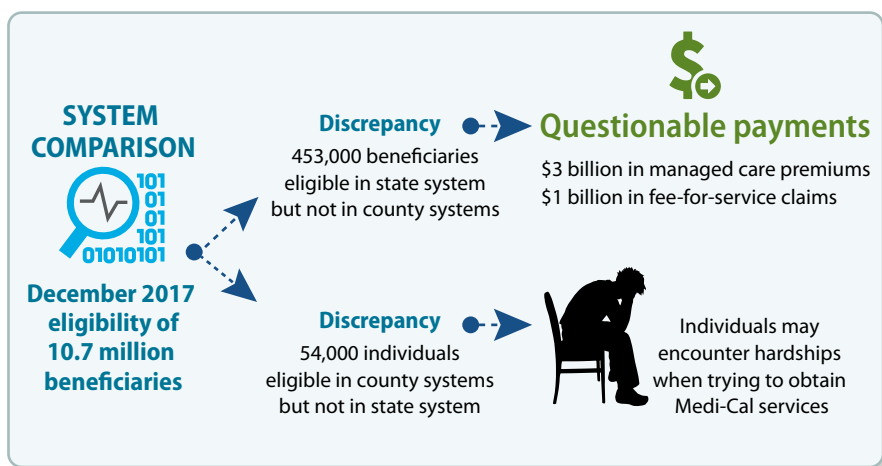 SYSTEM
COMPARISON
101
01
01
101
01010101
December 2017
eligibility of
10.7 million
beneficiaries
Discrepancy
453,000 beneficiaries
eligible in state system
but not in county systems
$
Questionable payments
$3 billion in managed care premiums
$1 billion in fee-for-service claims
Discrepancy
54,000 individuals
eligible in county systems
but not in state system
Individuals may
encounter hardships
when trying to obtain
Medi-Cal services